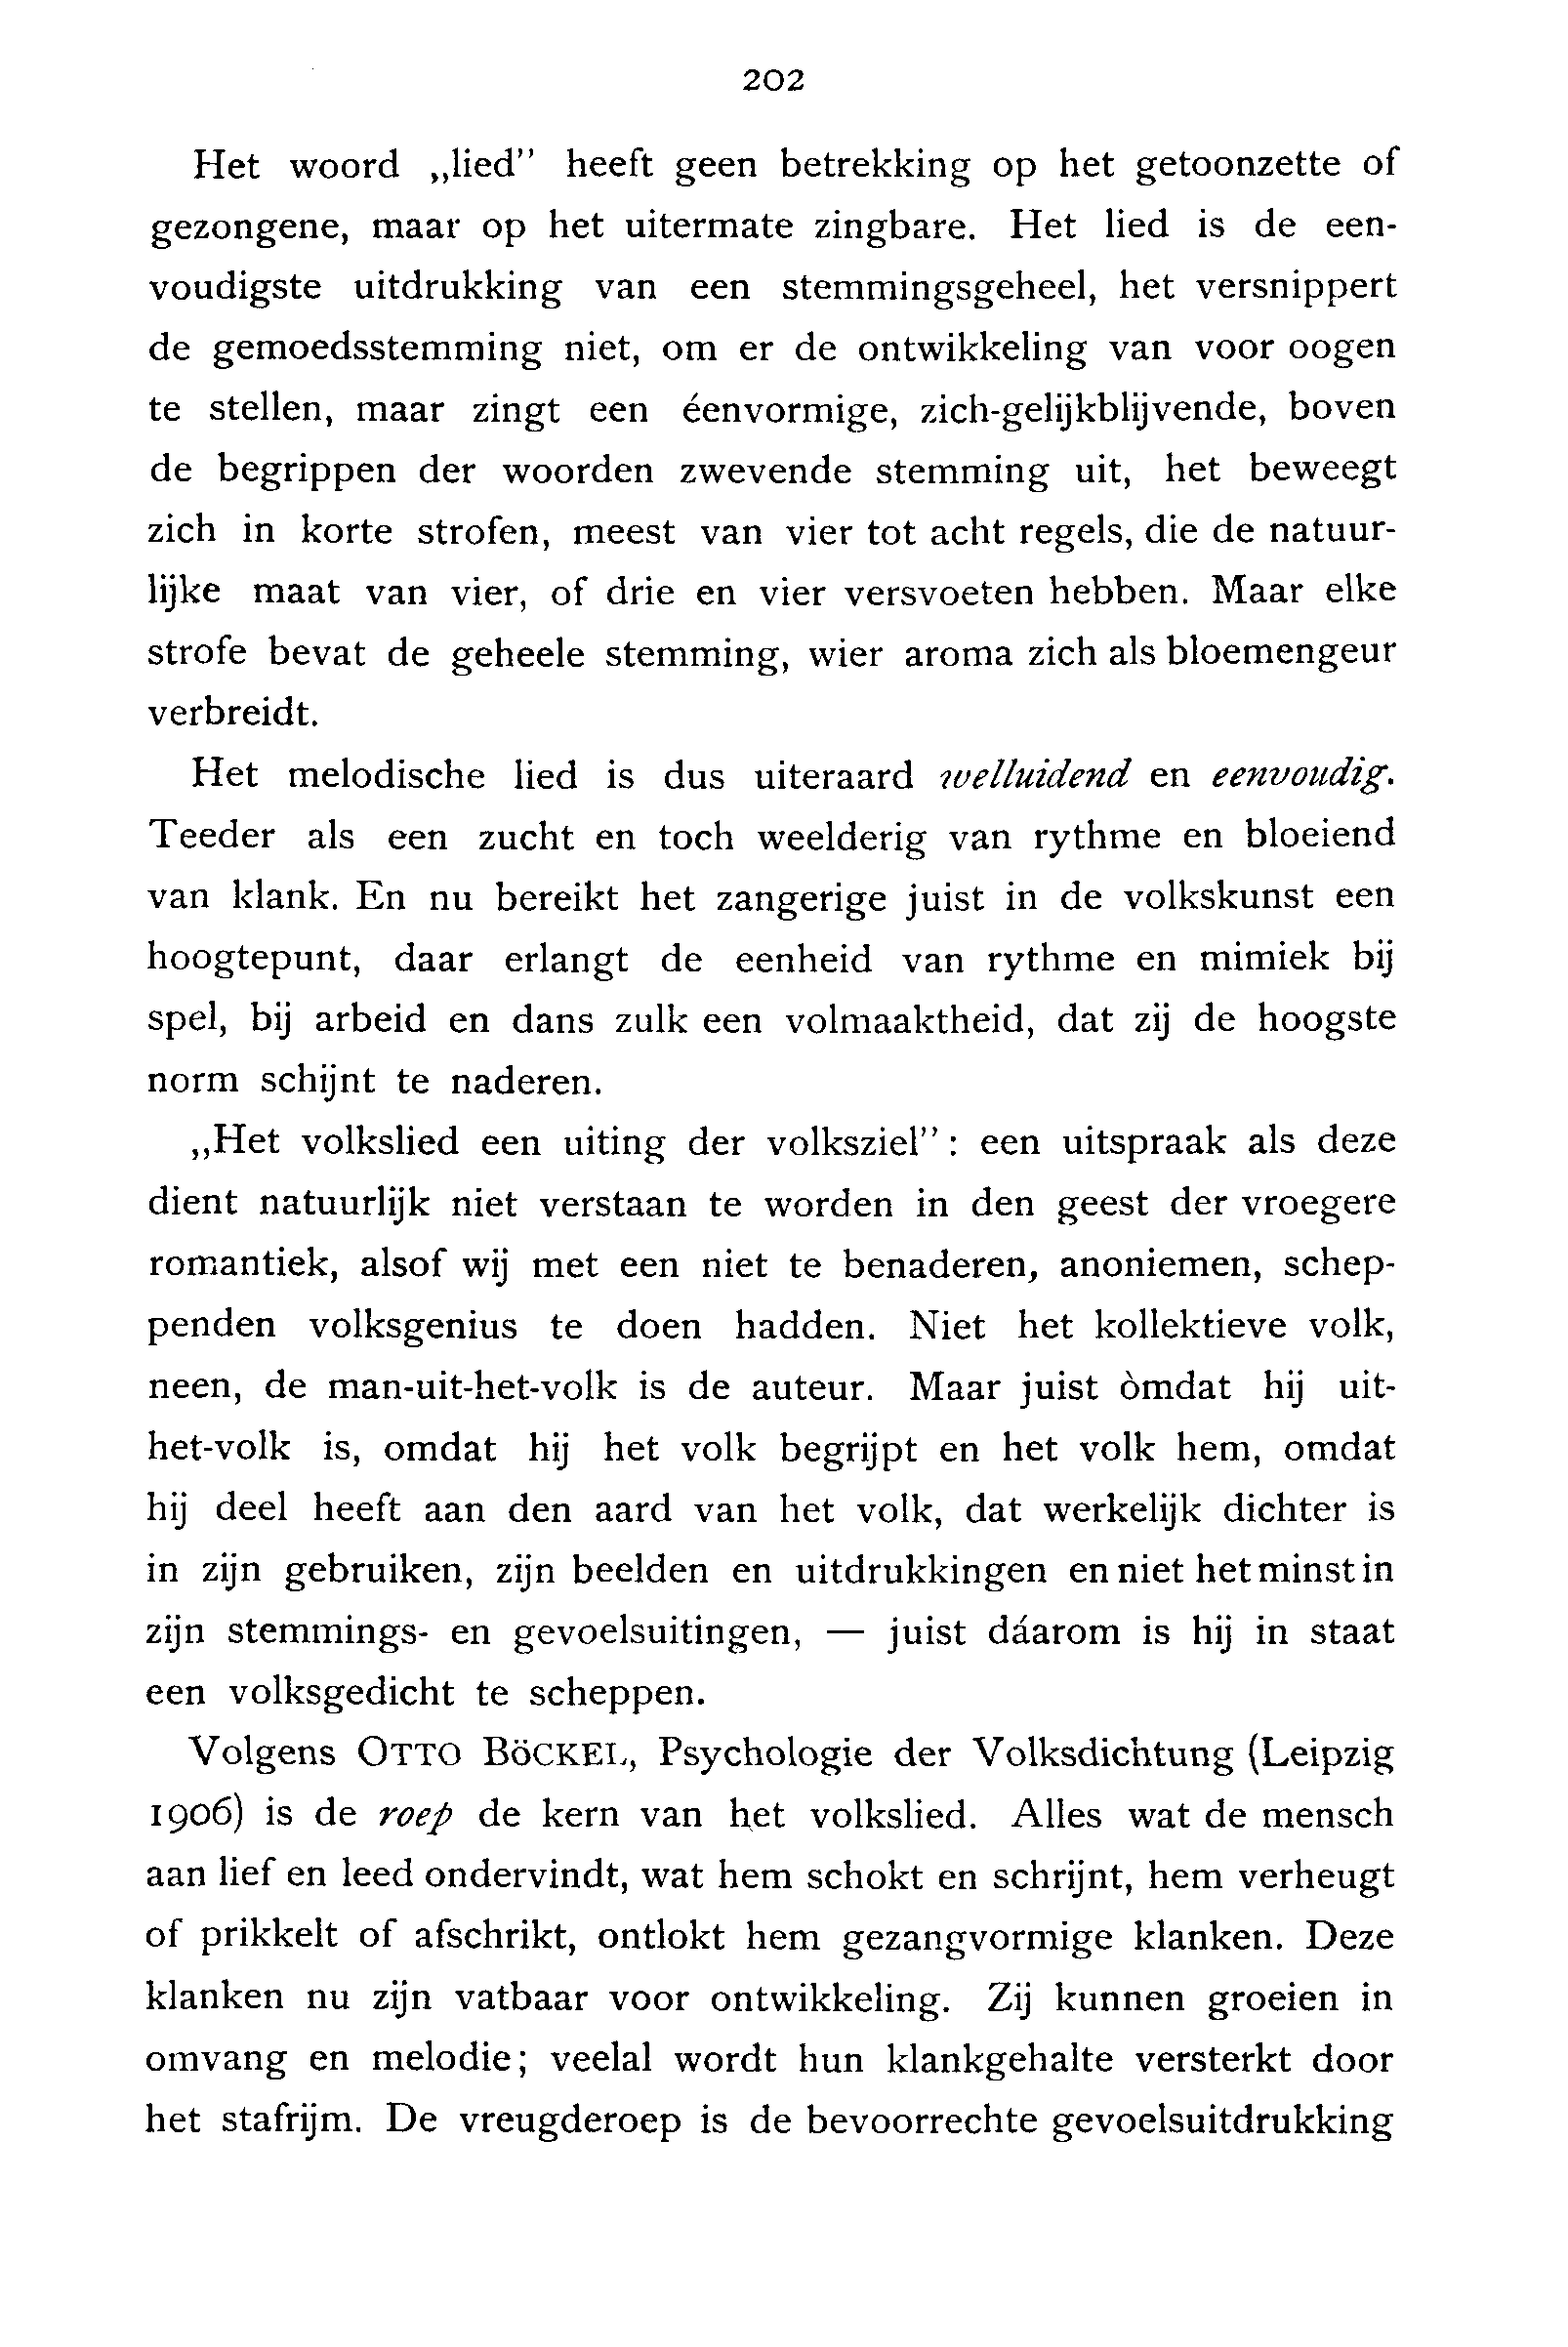 202
Het woord „lied” heeft geen betrekking op het getoonzette of
gezongene, maar op het uitermate zingbare. Het lied is de een-
voudigste uitdrukking van een stemmingsgeheel, het versnippert
de gemoedsstemming niet, om er de ontwikkeling van voor oogen
te stellen, maar zingt een éenvormige, zich-gelijkblijvende, boven
de begrippen der woorden zwevende stemming uit, het beweegt
zich in korte strofen, meest van vier tot acht regels, die de natuur-
lijke maat van vier, of drie en vier versvoeten hebben. Maar elke
strofe bevat de geheele stemming, wier aroma zich als bloemengeur
verbreidt.
Het melodische lied is dus uiteraard welluidend en eenvoudig.
Teeder als een zucht en toch weelderig van rythme en bloeiend
van klank. En nu bereikt het zangerige juist in de volkskunst een
hoogtepunt, daar erlangt de eenheid van rythme en mimiek bij
spel, bij arbeid en dans zulk een volmaaktheid, dat zij de hoogste
norm schijnt te naderen.
„Het volkslied een uiting der volksziel”: een uitspraak als deze
dient natuurlijk niet verstaan te worden in den geest der vroegere
romantiek, alsof wij met een niet te benaderen, anoniemen, schep-
penden volksgenius te doen hadden. Niet het kollektieve volk,
neen, de man-uit-het-volk is de auteur. Maar juist òmdat hij uit-
het-volk is, omdat hij het volk begrijpt en het volk hem, omdat
hij deel heeft aan den aard van het volk, dat werkelijk dichter is
in zijn gebruiken, zijn beelden en uitdrukkingen en niet het minst in
zijn stemmings- en gevoelsuitingen, — juist dáarom is hij in staat
een volksgedicht te scheppen.
Volgens OTTO BÖCKEL, Psychologie der Volksdichtung (Leipzig
1906) is de roep de kern van het volkslied. Alles wat de mensch
aan lief en leed ondervindt, wat hem schokt en schrijnt, hem verheugt
of prikkelt of afschrikt, ontlokt hem gezangvormige klanken. Deze
klanken nu zijn vatbaar voor ontwikkeling. Zij kunnen groeien in
omvang en melodie; veelal wordt hun klankgehalte versterkt door
het stafrijm. De vreugderoep is de bevoorrechte gevoelsuitdrukking